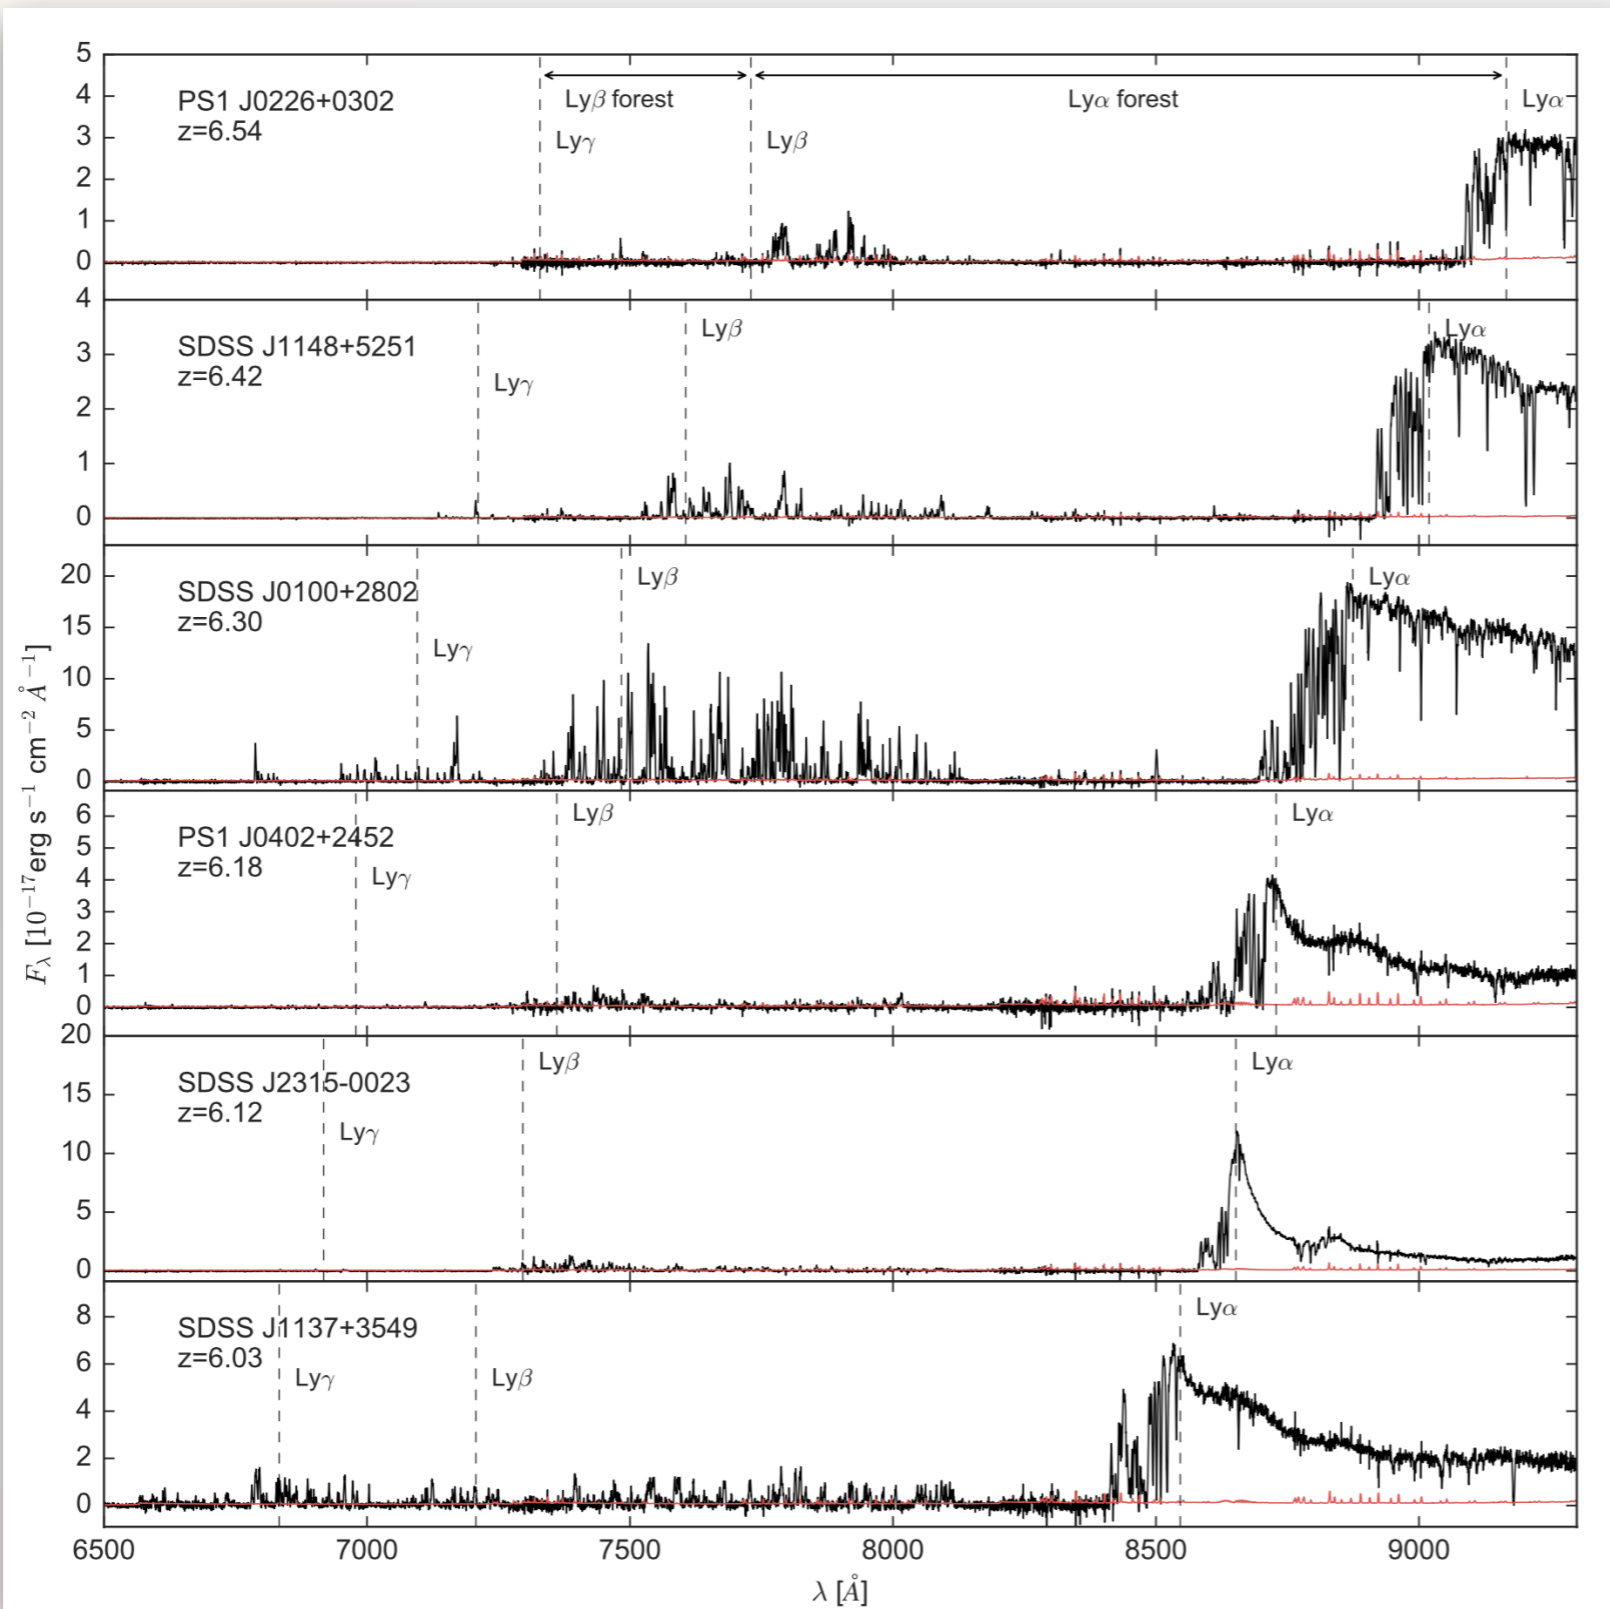 5
4
3
2
1
0
PS1 J0226+0302
z=6.54
Lyβ forest
Lyα forest
Lyα
Lyγ
Lyβ
4
3
2
1
0
SDSS J1148+5251
z=6.42
Lyγ
Lyβ
Lyα
20
15
10
5
0
SDSS J0100+2802
z=6.30
Lyγ
Lyβ
Lyα
F_λ [10^−17 erg s^−1 cm^−2 Å^−1]
6
5
4
3
2
1
0
PS1 J0402+2452
z=6.18
Lyγ
Lyβ
Lyα
20
15
10
5
0
SDSS J2315-0023
z=6.12
Lyγ
Lyβ
Lyα
8
6
4
2
0
SDSS J1137+3549
z=6.03
Lyγ
Lyβ
Lyα
6500 7000 7500 8000 8500 9000
λ [Å]